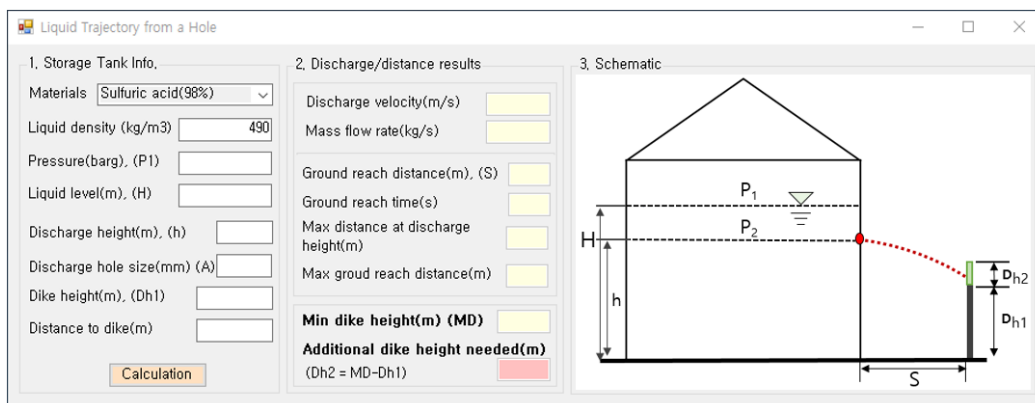 Liquid Trajectory from a Hole
1, Storage Tank Info,
Materials Sulfuric acid(98%)
Liquid density (kg/m3) 490
Pressure(barg), (P1)
Liquid level(m), (H)
Discharge height(m), (h)
Discharge hole size(mm) (A)
Dike height(m), (Dh1)
Distance to dike(m)
Calculation
2, Discharge/distance results
Discharge velocity(m/s)
Mass flow rate(kg/s)
Ground reach distance(m), (S)
Ground reach time(s)
Max distance at discharge
height(m)
Max groud reach distance(m)
Min dike height(m) (MD)
Additional dike height needed(m)
(Dh2 = MD-Dh1)
3, Schematic
P1
P2
H
h
Dh2
Dh1
S